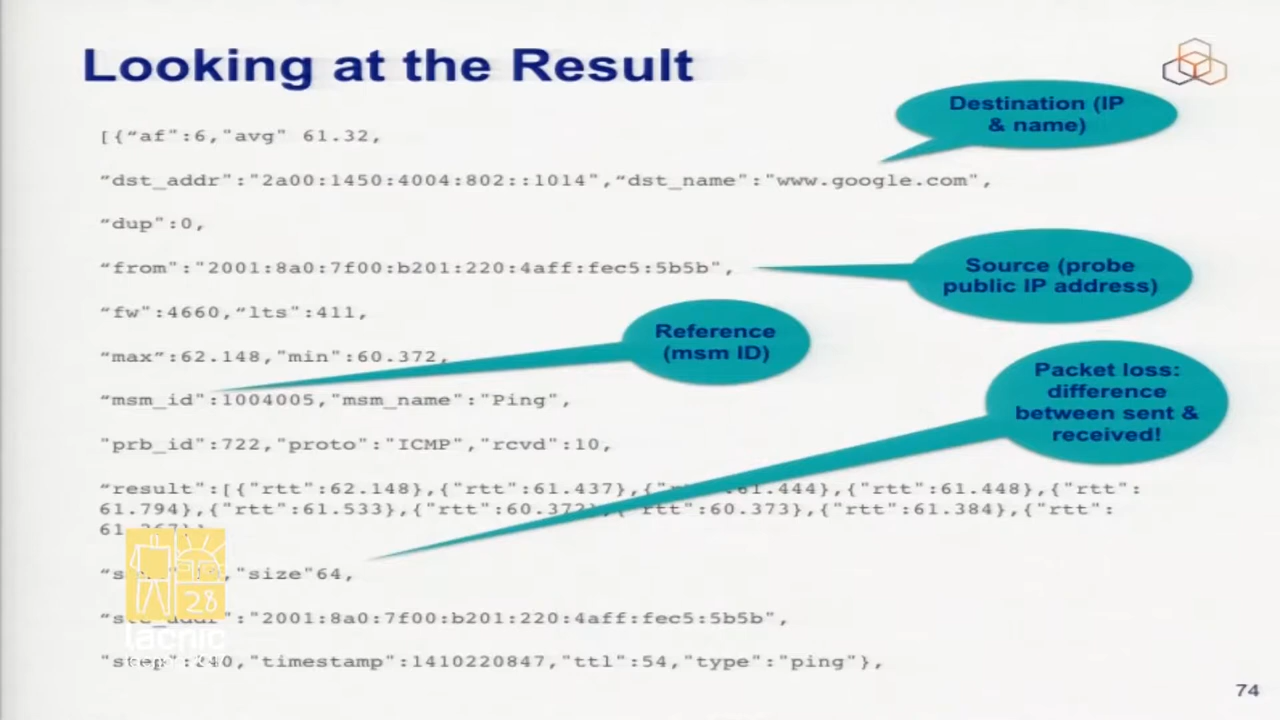 Looking at the Result
Destination (IP
& name)
[{“af":6,"avg" 61.32,
“dst_addr":"2a00:1450:4004:802::1014",“dst_name":"www.google.com",
“dup":0,
“from":"2001:8a0:7f00:b201:220:4aff:fec5:5b5b",
Source (probe
public IP address)
“fw":4660,“lts":411,
Reference
(msm ID)
“max”:62.148,"min":60.372,
Packet loss:
difference
between sent &
received!
“msm_id":1004005,"msm_name":"Ping",
"prb_id":722,"proto":"ICMP","rcvd":10,
“result":[{"rtt":62.148},{"rtt":61.437},{" :61.444},{"rtt":61.448},{"rtt":
61.794},{"rtt":61.533},{"rtt":60.372 rtt":60.373},{"rtt":61.384},{"rtt":
,"size"64,
:"2001:8a0:7f00:b201:220:4aff:fec5:5b5b",
,"timestamp":1410220847,"ttl":54,"type":"ping"},
28
lacnic
74